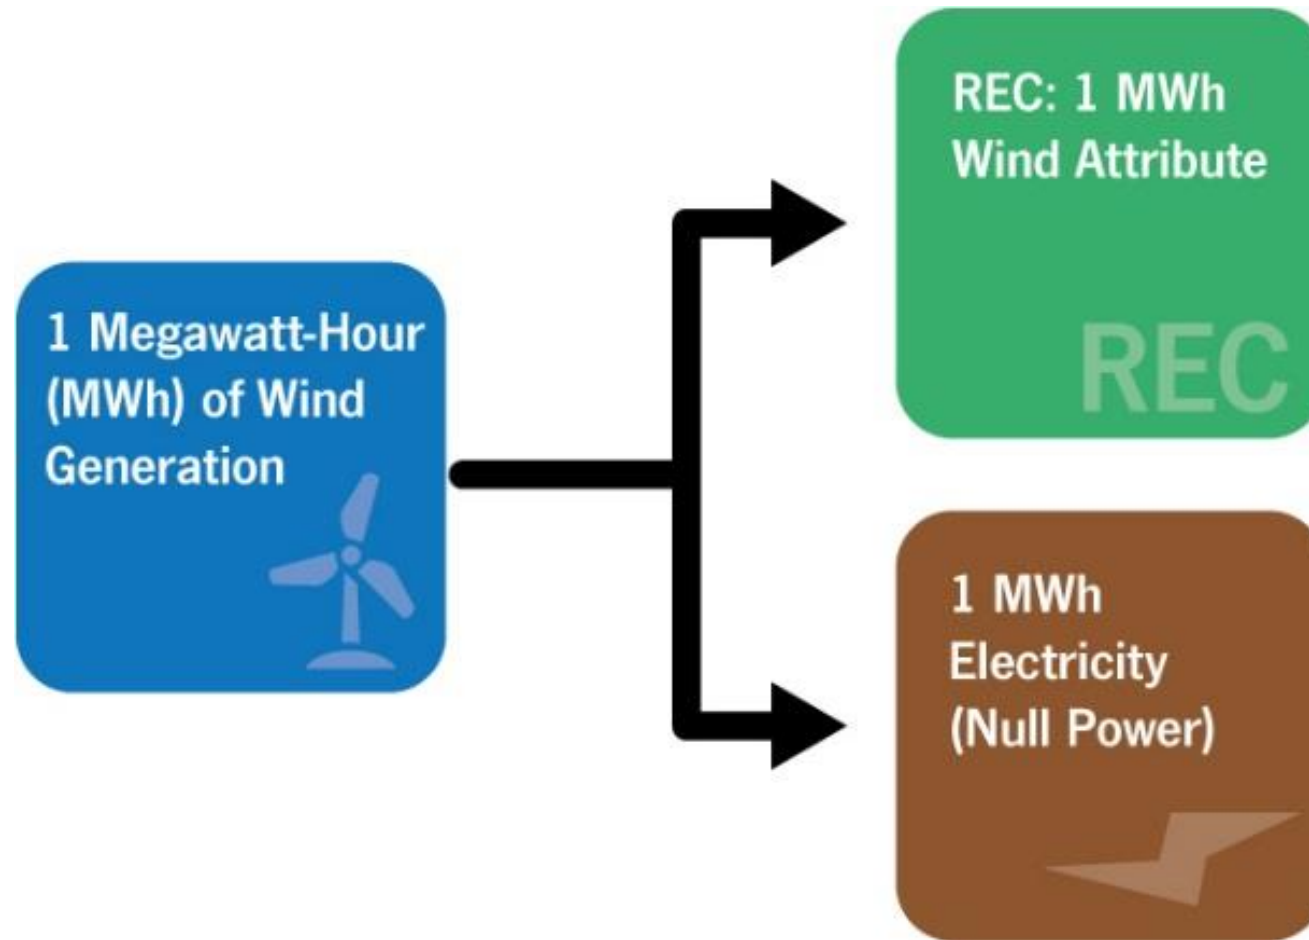 1 Megawatt-Hour
(MWh) of Wind
Generation
REC: 1 MWh
Wind Attribute
REC
1 MWh
Electricity
(Null Power)